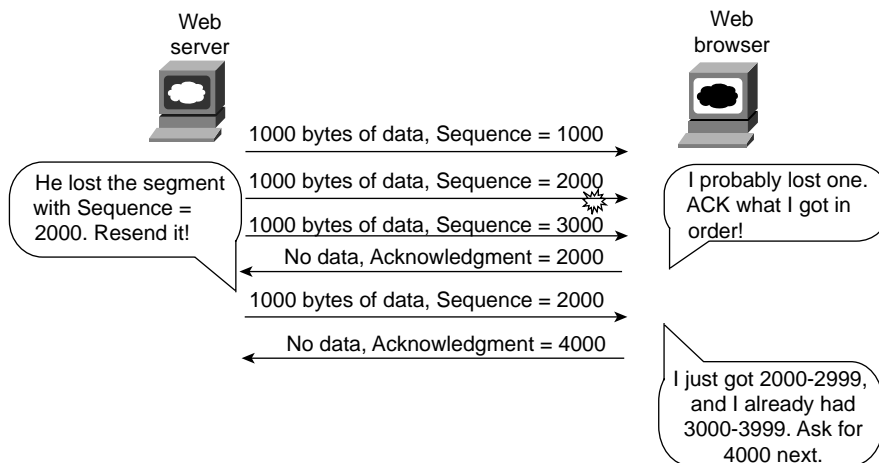 Web
server
Web
browser
1000 bytes of data, Sequence = 1000
He lost the segment
with Sequence =
2000. Resend it!
1000 bytes of data, Sequence = 2000
I probably lost one.
ACK what I got in
order!
1000 bytes of data, Sequence = 3000
No data, Acknowledgment = 2000
1000 bytes of data, Sequence = 2000
No data, Acknowledgment = 4000
I just got 2000-2999,
and I already had
3000-3999. Ask for
4000 next.